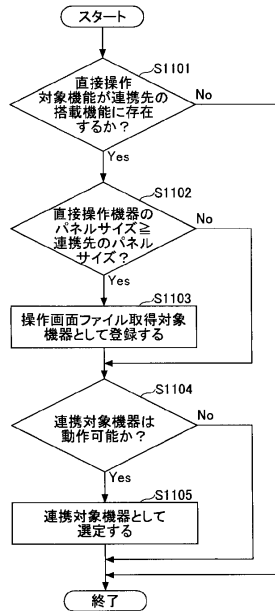 スタート
S1101
直接操作
対象機能が連携先の
搭載機能に存在
するか?
No
Yes
S1102
直接操作機器の
パネルサイズ≧
連携先のパネル
サイズ?
No
Yes
S1103
操作画面ファイル取得対象
機器として登録する
S1104
連携対象機器は
動作可能か?
No
Yes
S1105
連携対象機器として
選定する
終了